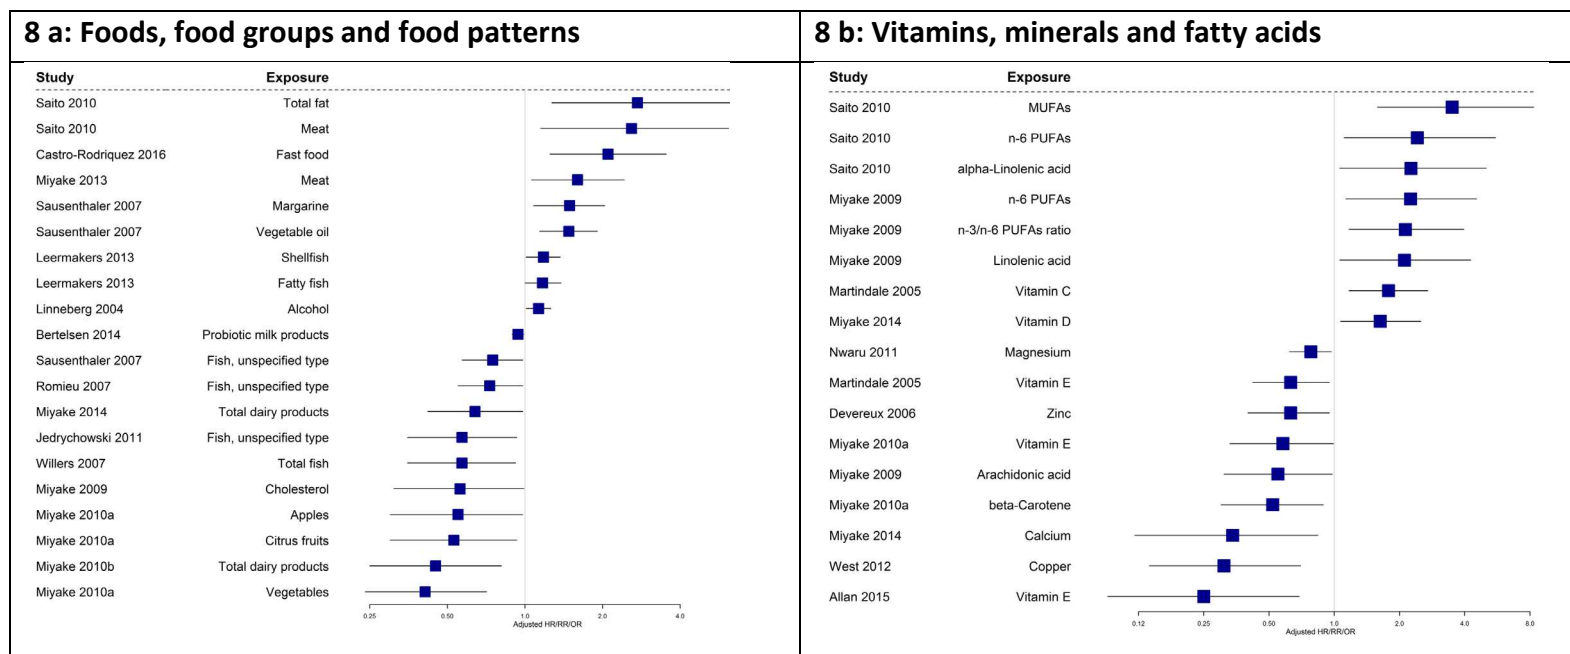 8 a: Foods, food groups and food patterns
Study Exposure
Saito 2010 Total fat
Saito 2010 Meat
Castro-Rodriquez 2016 Fast food
Miyake 2013 Meat
Sausenthaler 2007 Margarine
Sausenthaler 2007 Vegetable oil
Leermakers 2013 Shellfish
Leermakers 2013 Fatty fish
Linneberg 2004 Alcohol
Bertelsen 2014 Probiotic milk products
Sausenthaler 2007 Fish, unspecified type
Romieu 2007 Fish, unspecified type
Miyake 2014 Total dairy products
Jedrychowski 2011 Fish, unspecified type
Willers 2007 Total fish
Miyake 2009 Cholesterol
Miyake 2010a Apples
Miyake 2010a Citrus fruits
Miyake 2010b Total dairy products
Miyake 2010a Vegetables
0.25 0.50 1.0 2.0 4.0
Adjusted HR/RR/OR
8 b: Vitamins, minerals and fatty acids
Study Exposure
Saito 2010 MUFAs
Saito 2010 n-6 PUFAs
Saito 2010 alpha-Linolenic acid
Miyake 2009 n-6 PUFAs
Miyake 2009 n-3/n-6 PUFAs ratio
Miyake 2009 Linolenic acid
Martindale 2005 Vitamin C
Miyake 2014 Vitamin D
Nwaru 2011 Magnesium
Martindale 2005 Vitamin E
Devereux 2006 Zinc
Miyake 2010a Vitamin E
Miyake 2009 Arachidonic acid
Miyake 2010a beta-Carotene
Miyake 2014 Calcium
West 2012 Copper
Allan 2015 Vitamin E
0.12 0.25 0.50 1.0 2.0 4.0 8.0
Adjusted HR/RR/OR